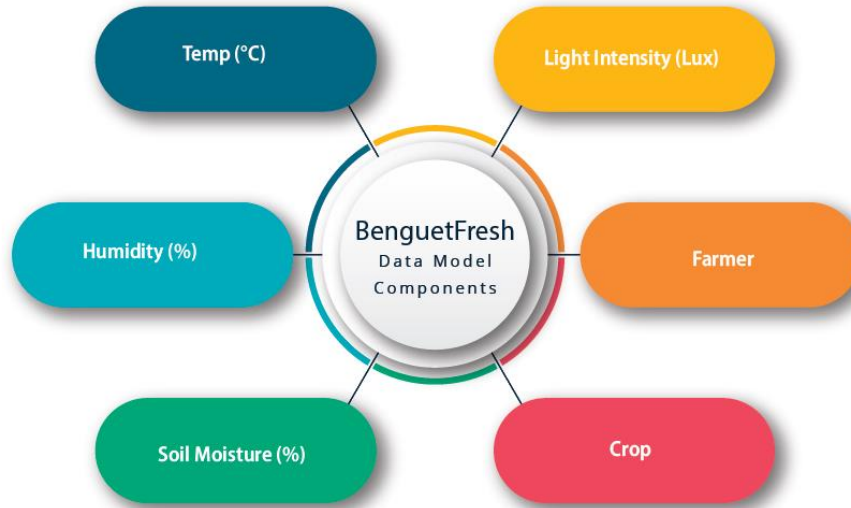 Temp (°C)
Light Intensity (Lux)
Humidity (%)
BenguetFresh
Data Model
Components
Farmer
Soil Moisture (%)
Crop